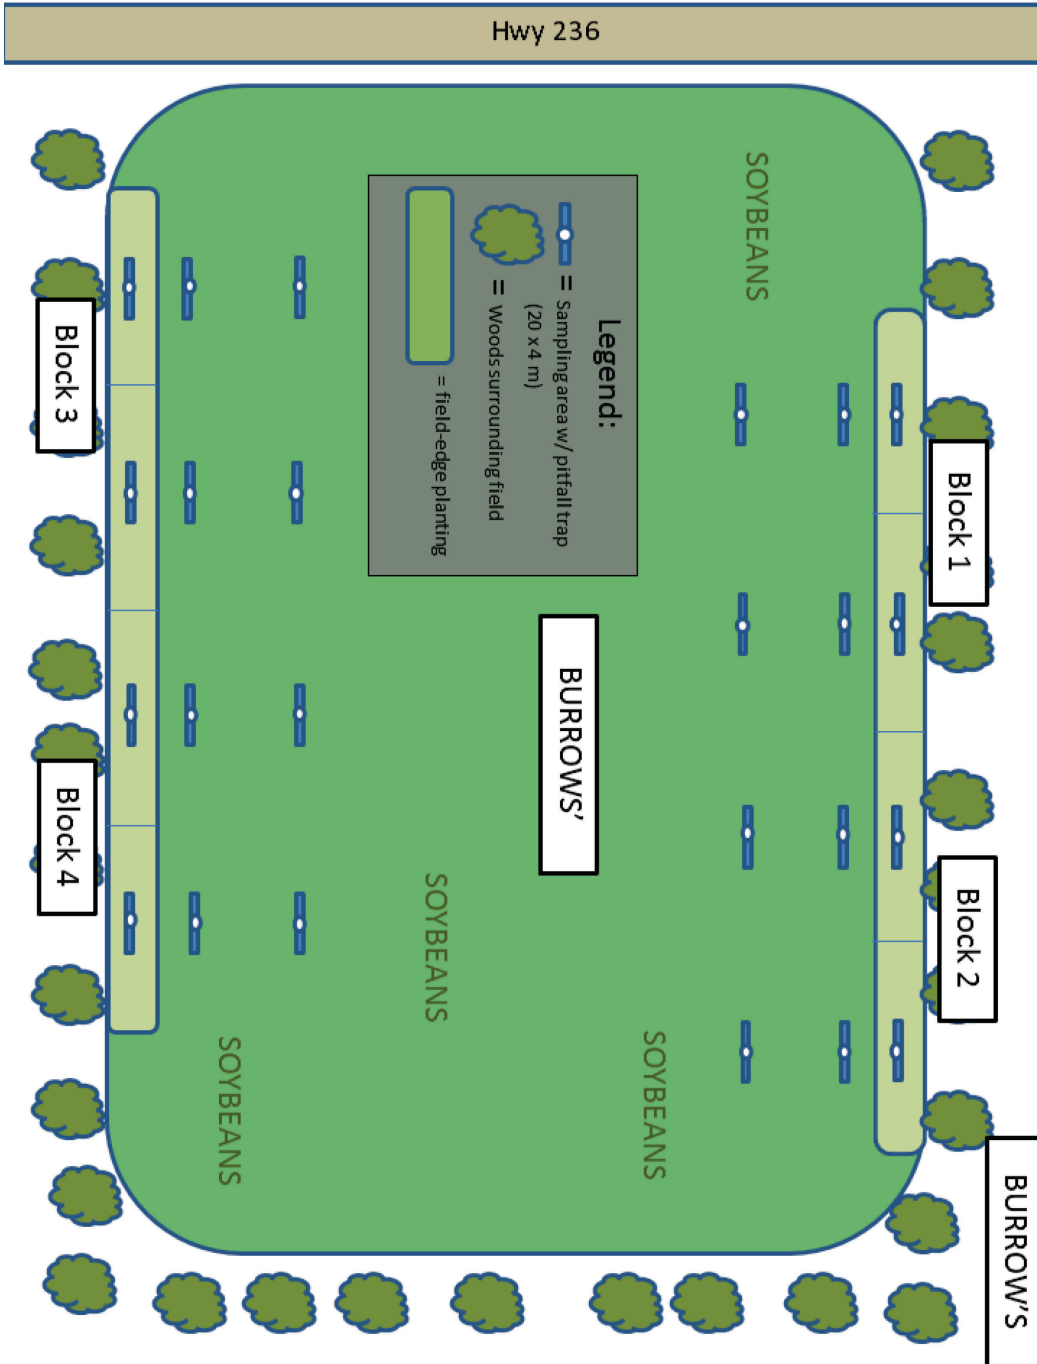 Hwy 236
SOYBEANS
Legend:
= Sampling area w/ pitfall trap
(20 x 4 m)
= Woods surrounding field
= field-edge planting
Block 3
Block 1
BURROWS’
Block 4
Block 2
SOYBEANS
SOYBEANS
SOYBEANS
BURROW’S